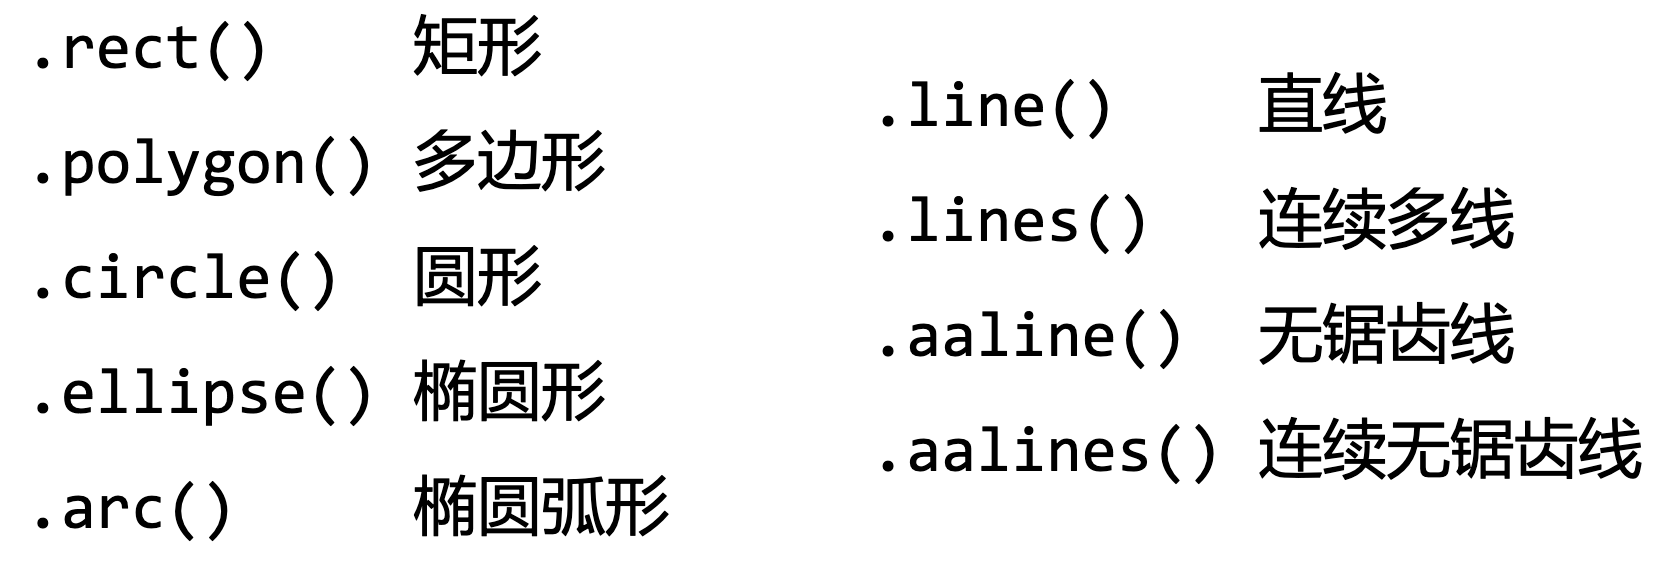 .rect() 矩形
.polygon() 多边形
.circle() 圆形
.ellipse() 椭圆形
.arc() 椭圆弧形
.line() 直线
.lines() 连续多线
.aaline() 无锯齿线
.aalines() 连续无锯齿线